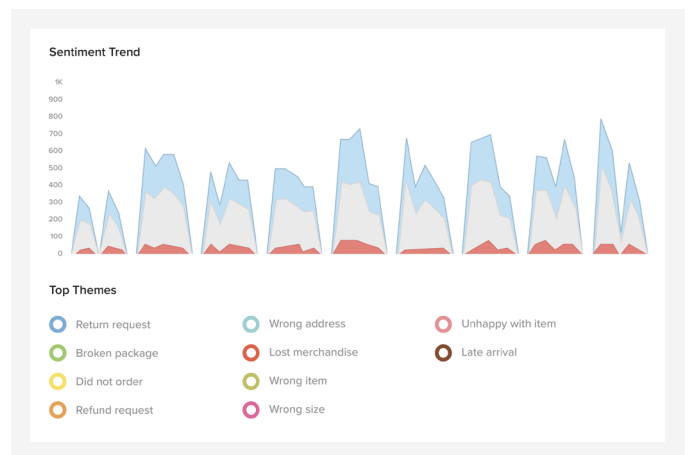 Sentiment Trend
1K
900
800
700
600
500
400
300
200
100
0
Top Themes
Return request
Broken package
Did not order
Refund request
Wrong address
Lost merchandise
Wrong item
Wrong size
Unhappy with item
Late arrival